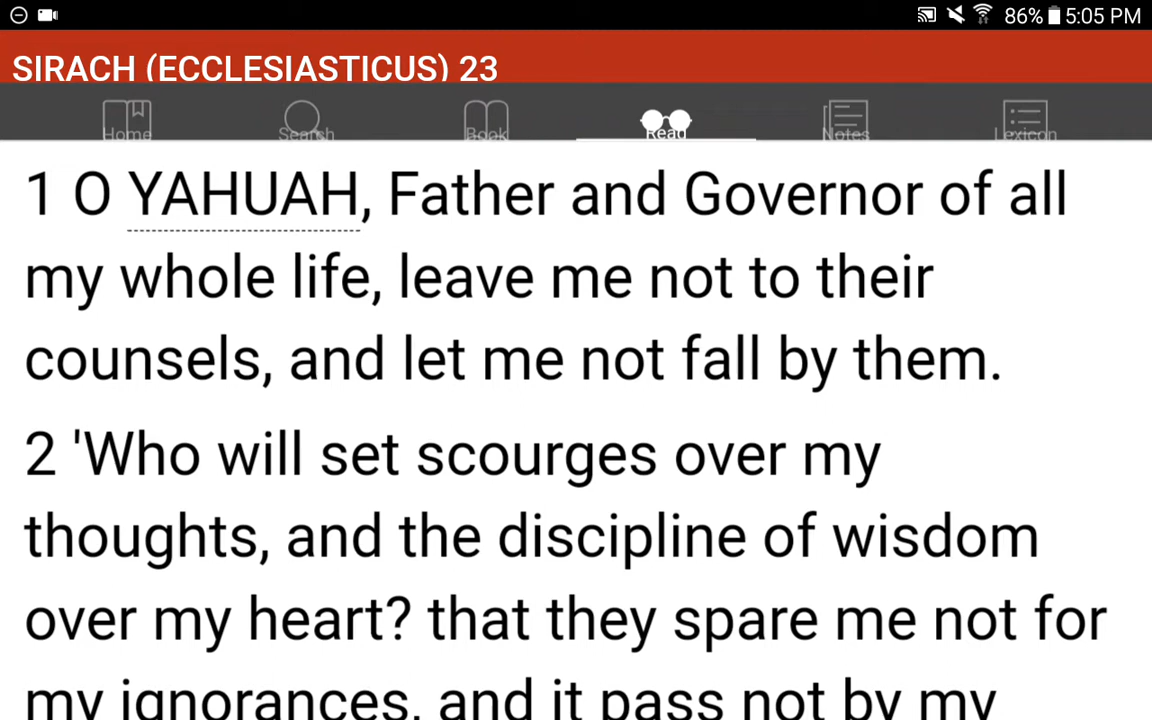 86% 5:05 PM
SIRACH (ECCLESIASTICUS) 23
Home Search Book Read Notes Lexicon
1 O YAHUAH, Father and Governor of all
my whole life, leave me not to their
counsels, and let me not fall by them.
2 'Who will set scourges over my
thoughts, and the discipline of wisdom
over my heart? that they spare me not for
my ignorances, and it pass not by my